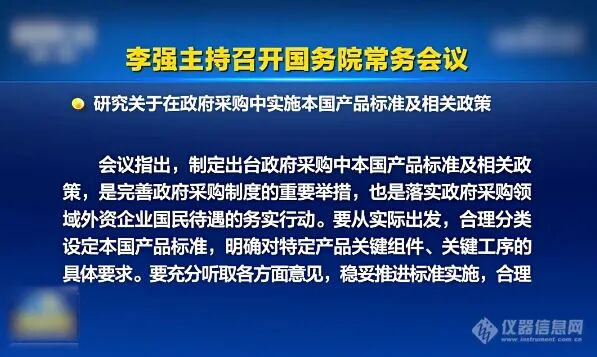 李强主持召开国务院常务会议
研究关于在政府采购中实施本国产品标准及相关政策
会议指出，制定出台政府采购中本国产品标准及相关政
策，是完善政府采购制度的重要举措，也是落实政府采购领
域外资企业国民待遇的务实行动。要从实际出发，合理分类
设定本国产品标准，明确对特定产品关键组件、关键工序的
具体要求。要充分听取各方面意见，稳妥推进标准实施，合理
仪器信息网
www.instrument.com.cn